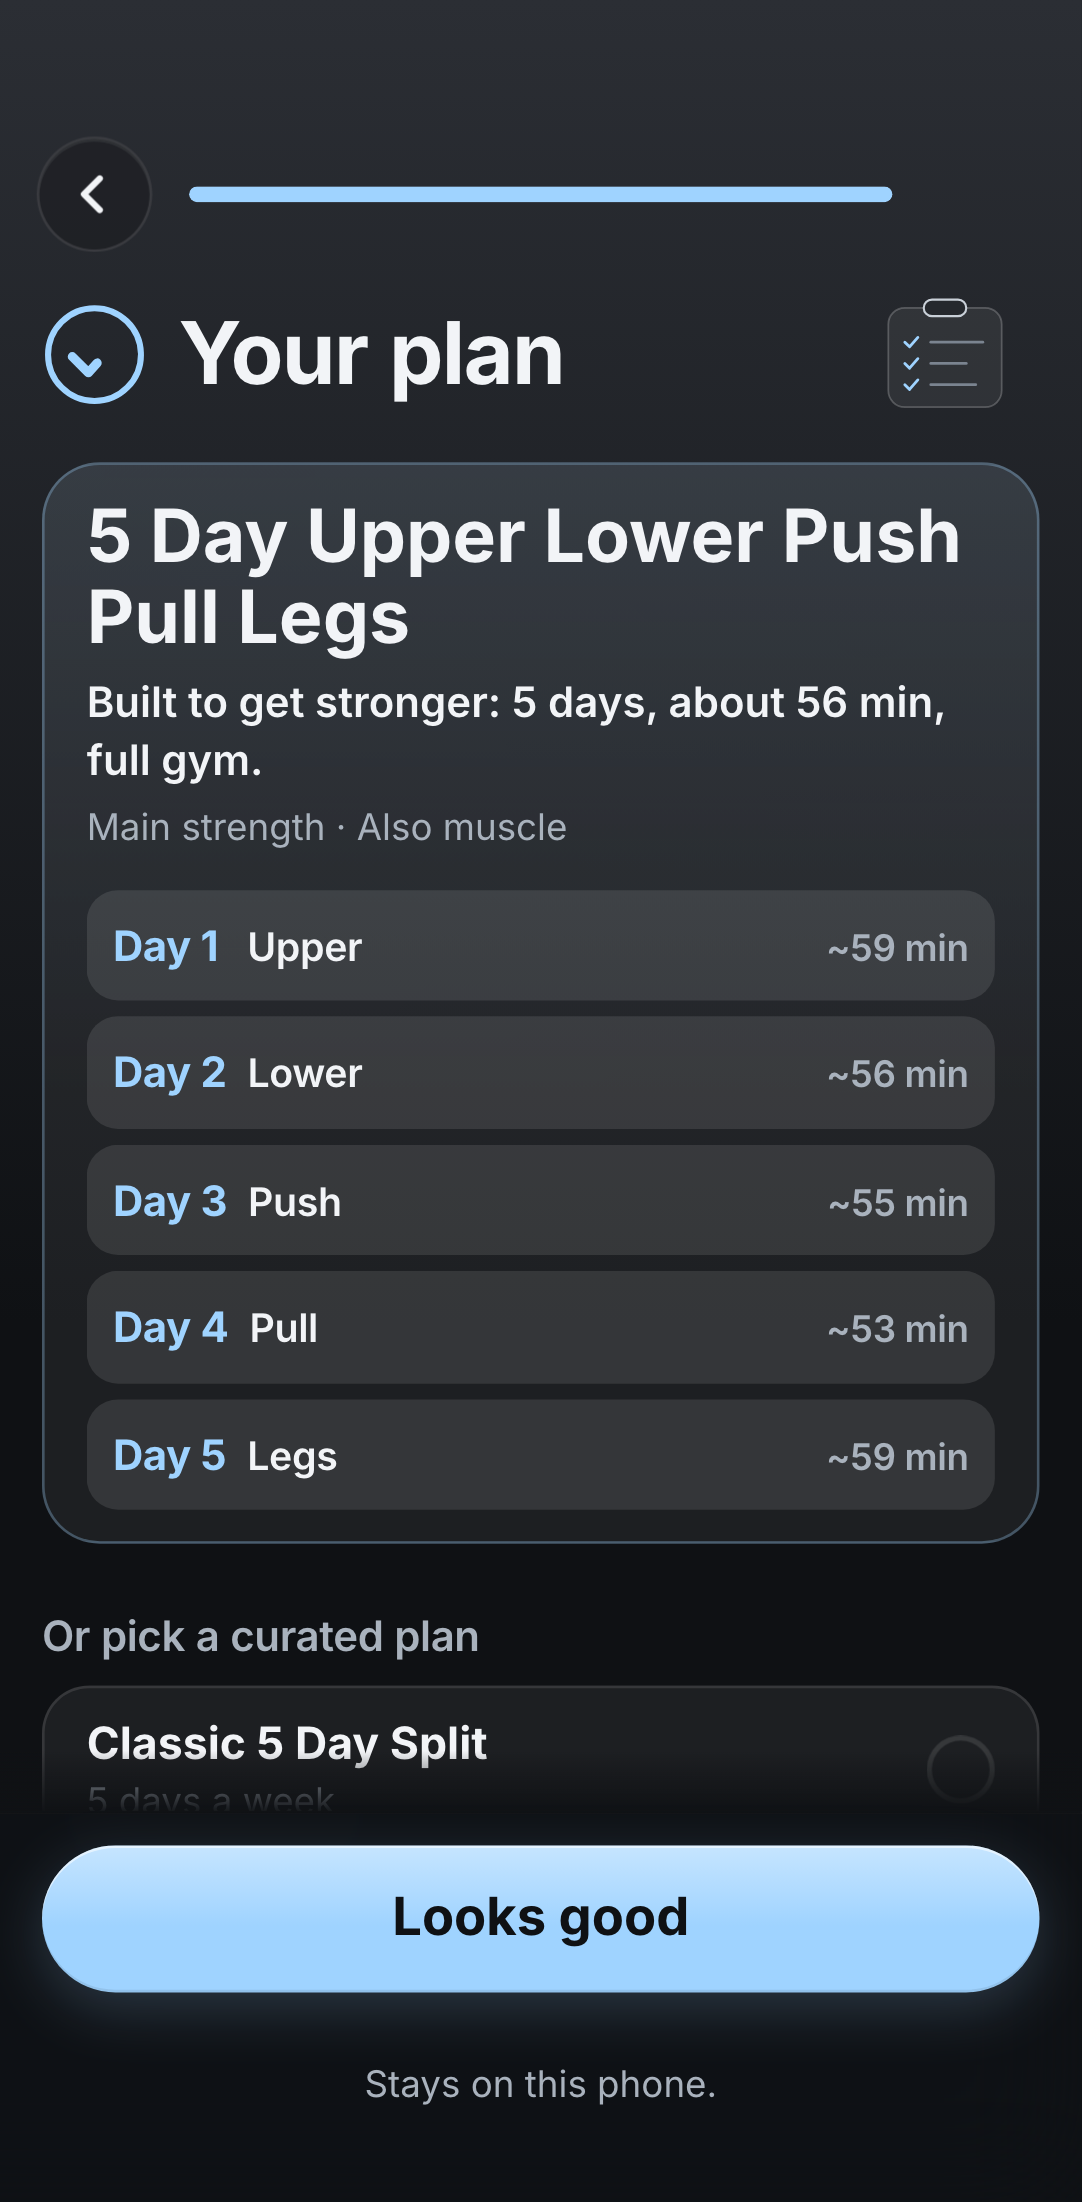 Your plan
5 Day Upper Lower Push
Pull Legs
Built to get stronger: 5 days, about 56 min,
full gym.
Main strength · Also muscle
Day 1 Upper ~59 min
Day 2 Lower ~56 min
Day 3 Push ~55 min
Day 4 Pull ~53 min
Day 5 Legs ~59 min
Or pick a curated plan
Classic 5 Day Split
5 days a week
Looks good
Stays on this phone.